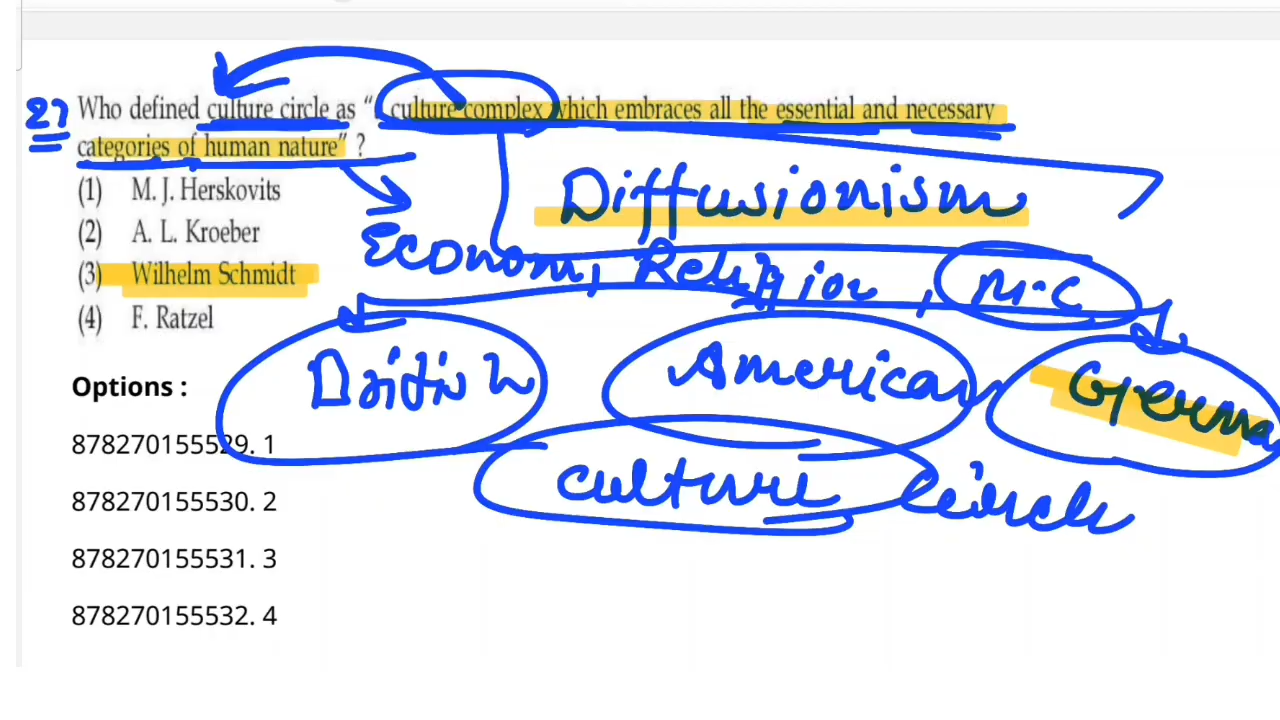 27 Who defined culture circle as “ culture complex which embraces all the essential and necessary
categories of human nature” ?
(1) M. J. Herskovits
(2) A. L. Kroeber
(3) Wilhelm Schmidt
(4) F. Ratzel
Diffusionism
Economy, Religion, M.C
British American German
culture circle
Options :
878270155529. 1
878270155530. 2
878270155531. 3
878270155532. 4